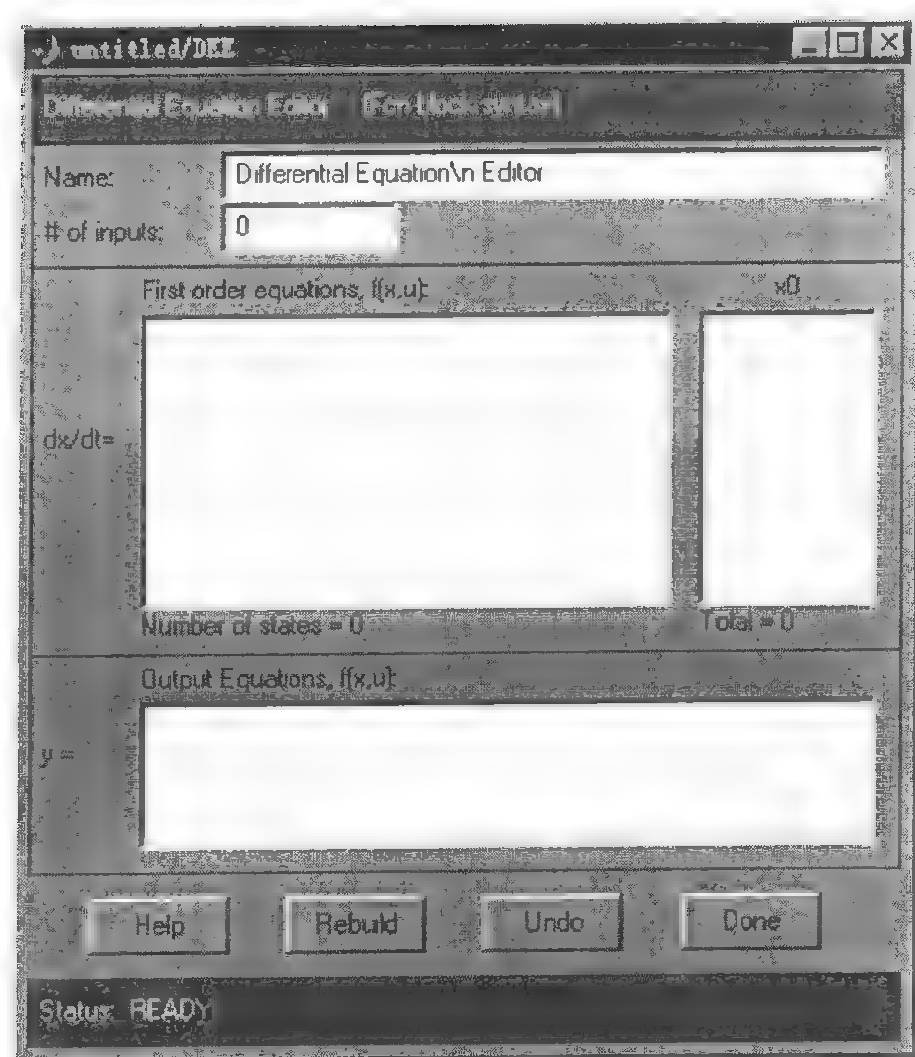 untitled/DEE
Name: Differential Equation\n Editor
# of inputs: 0
First order equations, f(x,u): x0
dx/dt=
Number of states = 0 Total = 0
Output Equations, f(x,u):
y =
Help Rebuild Undo Done
Status: READY